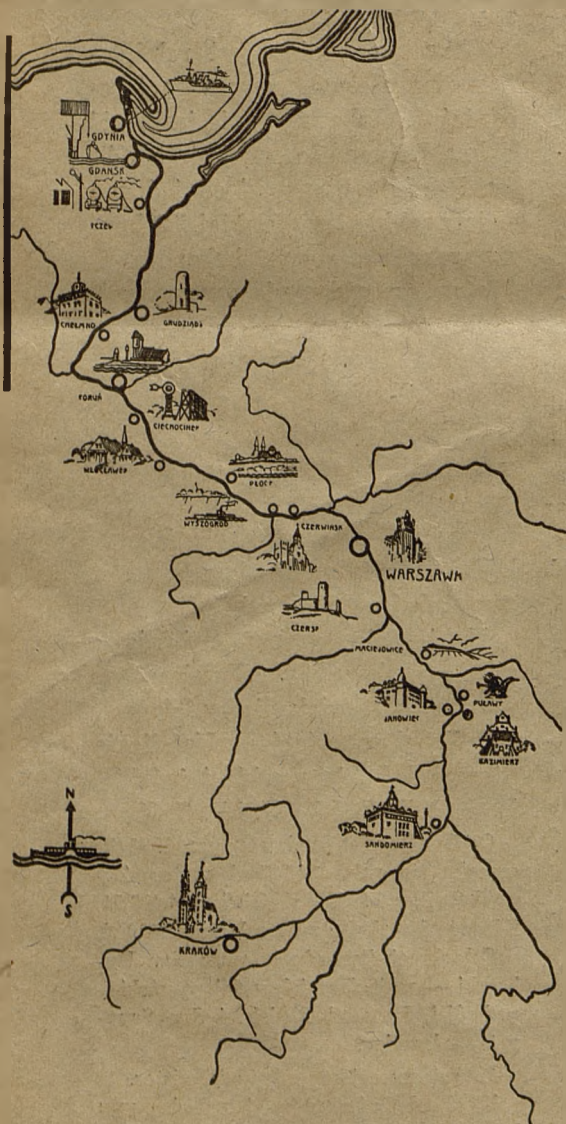 GDYNIA
GDAŃSK
TCZEW
CHEŁMNO
GRUDZIĄDZ
TORUŃ
CIECHOCINEK
WŁOCŁAWEK
PŁOCK
WYSZOGRÓD
CZERWIŃSK
WARSZAWA
CZERSK
MACIEJOWICE
PUŁAWY
JANOWIEC
KAZIMIERZ
N
SANDOMIERZ
S
KRAKÓW